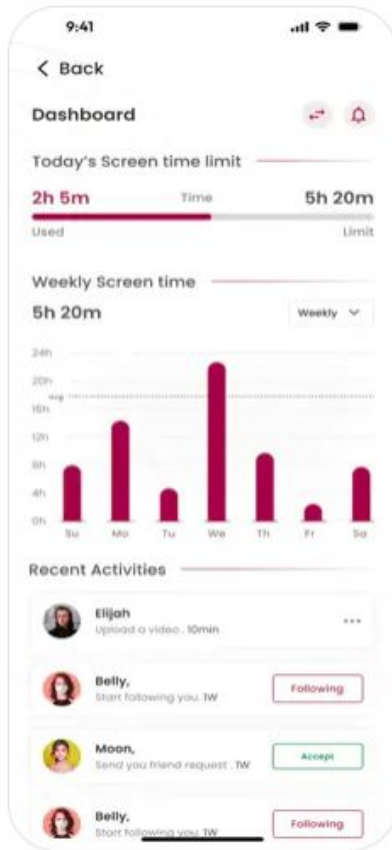 9:41
Back
Dashboard
Today's Screen time limit
2h 5m Time 5h 20m
Used Limit
Weekly Screen time
5h 20m Weekly
24h
20h
avg
16h
12h
8h
4h
0h
Su Mo Tu We Th Fr Sa
Recent Activities
Elijah
Upload a video . 10min
Belly,
Start following you. 1W
Following
Moon,
Send you friend request . 1W
Accept
Belly,
Start following you. 1W
Following